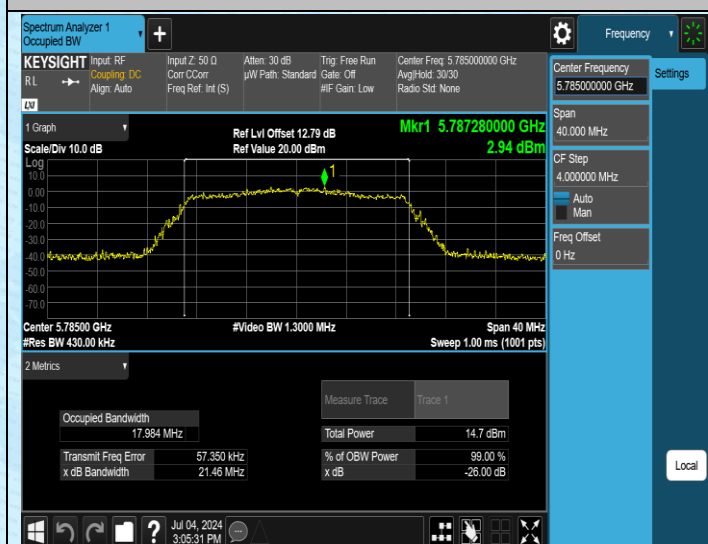 Spectrum Analyzer 1
Occupied BW
+
Frequency
KEYSIGHT
RL
LXI
Input: RF
Coupling: DC
Align: Auto
Input Z: 50 Ω
Corr CCorr
Freq Ref: Int (S)
Atten: 30 dB
µW Path: Standard
Trig: Free Run
Gate: Off
#IF Gain: Low
Center Freq: 5.785000000 GHz
Avg|Hold: 30/30
Radio Std: None
Center Frequency
5.785000000 GHz
Settings
Span
40.000 MHz
CF Step
4.000000 MHz
Auto
Man
Freq Offset
0 Hz
1 Graph
Scale/Div 10.0 dB
Ref Lvl Offset 12.79 dB
Ref Value 20.00 dBm
Mkr1 5.787280000 GHz
2.94 dBm
Log
10.0
0.00
-10.0
-20.0
-30.0
-40.0
-50.0
-60.0
-70.0
1
Center 5.78500 GHz
#Res BW 430.00 kHz
#Video BW 1.3000 MHz
Span 40 MHz
Sweep 1.00 ms (1001 pts)
2 Metrics
Measure Trace
Trace 1
Occupied Bandwidth
17.984 MHz
Total Power
14.7 dBm
Transmit Freq Error
57.350 kHz
% of OBW Power
99.00 %
x dB Bandwidth
21.46 MHz
x dB
-26.00 dB
Local
?
Jul 04, 2024
3:05:31 PM